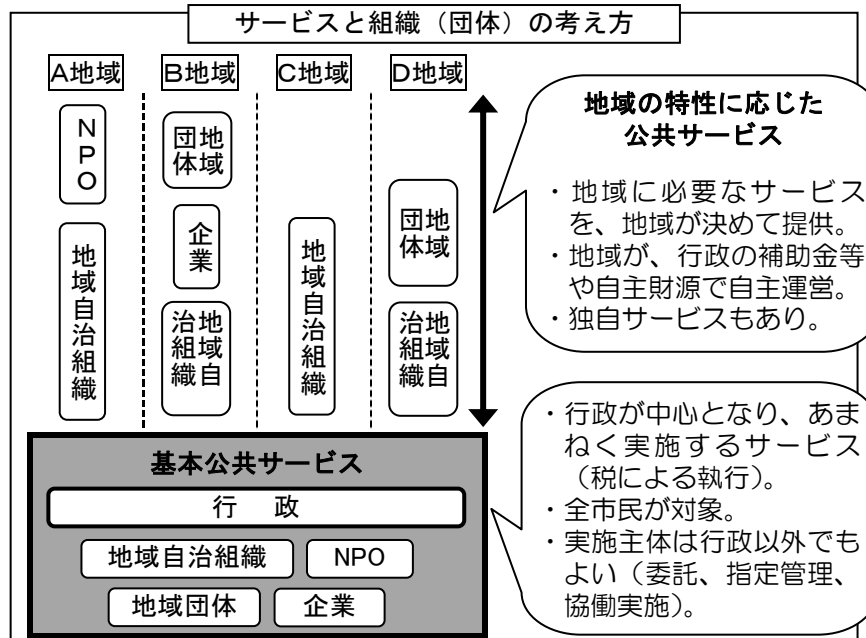 サービスと組織（団体）の考え方
A地域
B地域
C地域
D地域
NPO
地域自治組織
地域団体
企業
地域自治組織
地域自治組織
地域団体
地域自治組織
地域の特性に応じた
公共サービス
・地域に必要なサービス
を、地域が決めて提供。
・地域が、行政の補助金等
や自主財源で自主運営。
・独自サービスもあり。
基本公共サービス
行　政
地域自治組織
NPO
地域団体
企業
・行政が中心となり、あま
ねく実施するサービス
（税による執行）。
・全市民が対象。
・実施主体は行政以外でも
よい（委託、指定管理、
協働実施）。